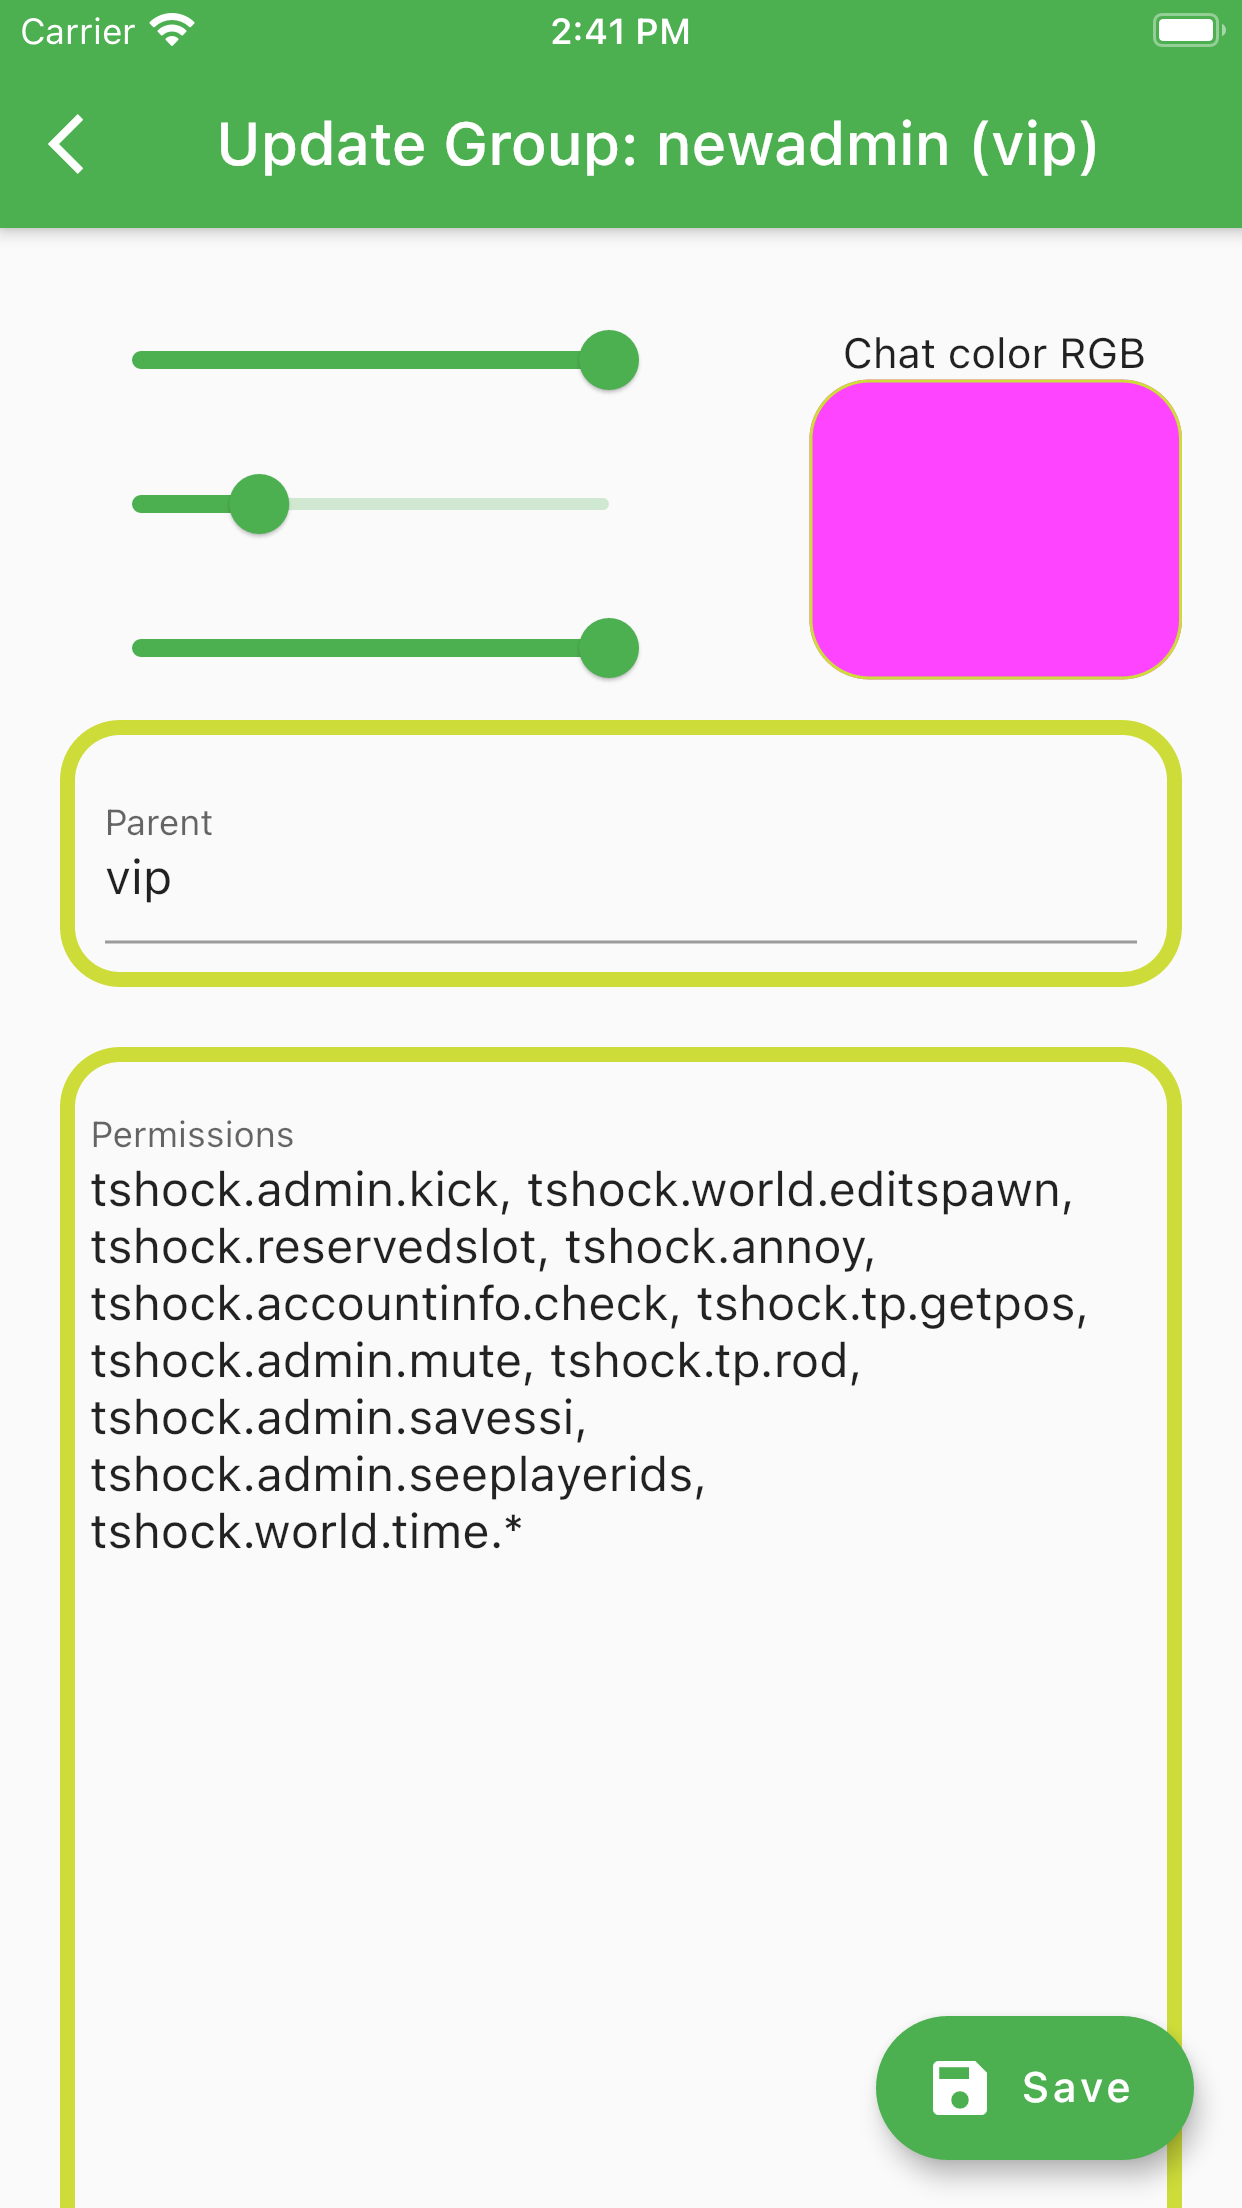 Carrier
2:41 PM
Update Group: newadmin (vip)
Chat color RGB
Parent
vip
Permissions
tshock.admin.kick, tshock.world.editspawn,
tshock.reservedslot, tshock.annoy,
tshock.accountinfo.check, tshock.tp.getpos,
tshock.admin.mute, tshock.tp.rod,
tshock.admin.savessi,
tshock.admin.seeplayerids,
tshock.world.time.*
Save